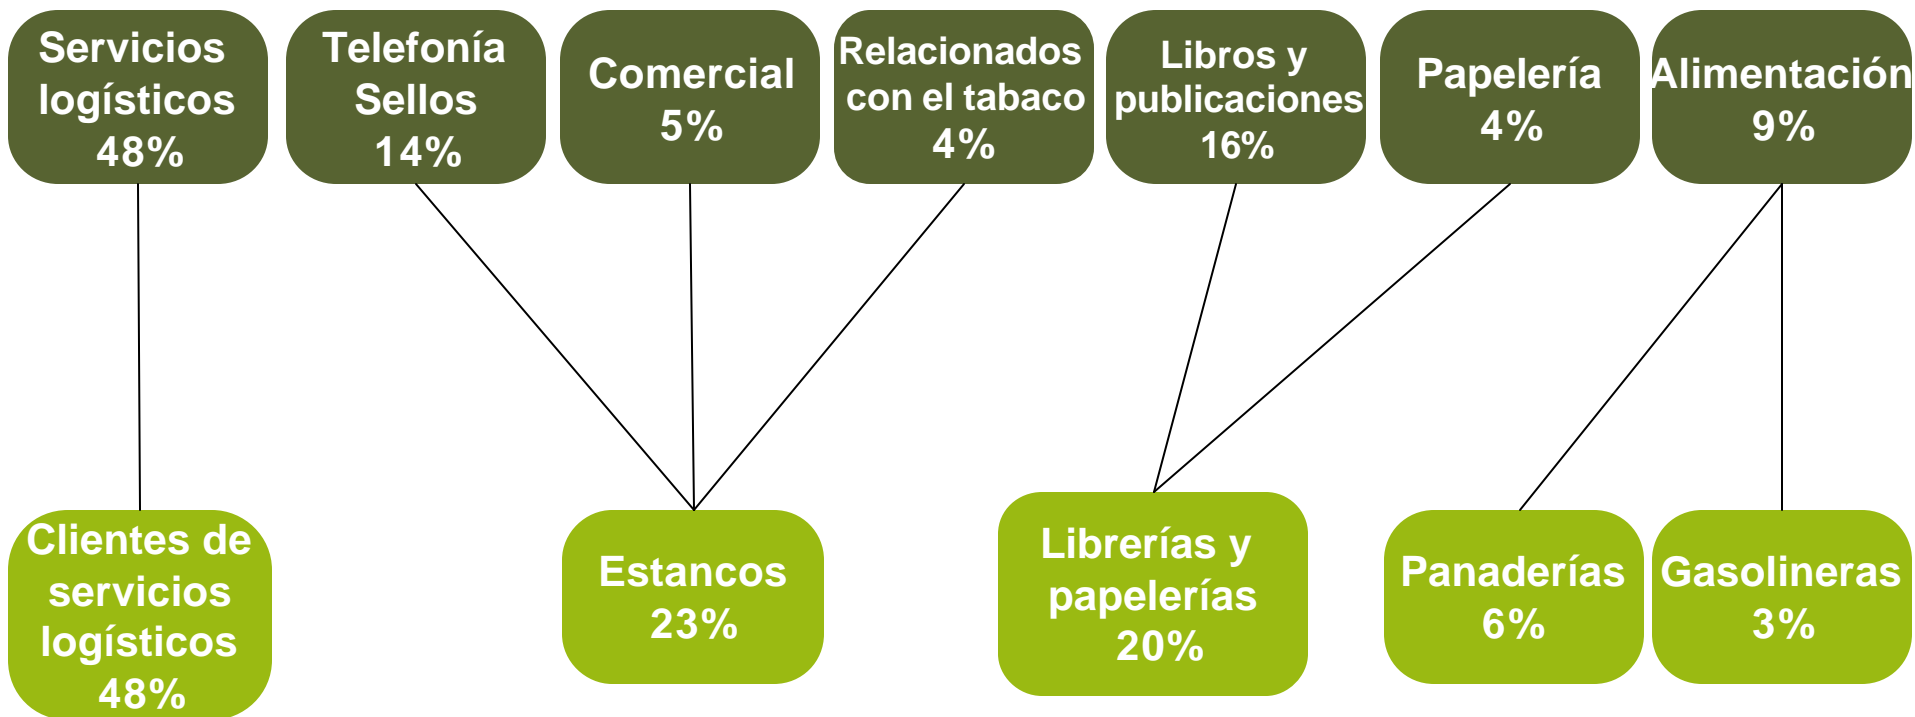 Servicios
logísticos
48%
Telefonía
Sellos
14%
Comercial
5%
Relacionados
con el tabaco
4%
Libros y
publicaciones
16%
Papelería
4%
Alimentación
9%
Clientes de
servicios
logísticos
48%
Estancos
23%
Librerías y
papelerías
20%
Panaderías
6%
Gasolineras
3%